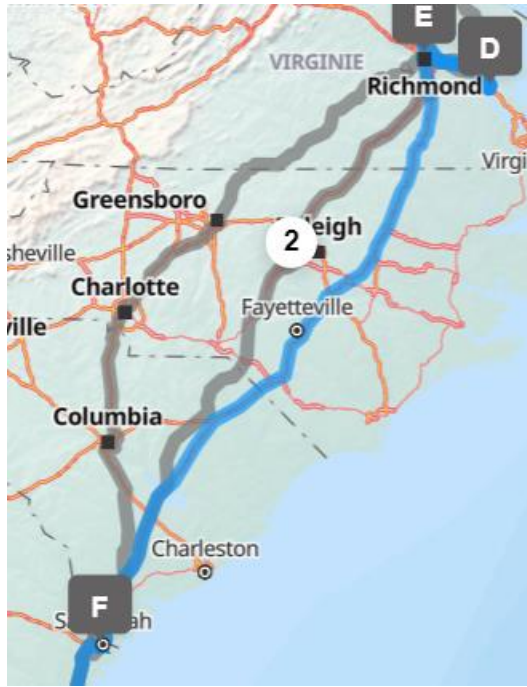 E
D
VIRGINIE
Richmond
Greensboro
2
Charlotte
Fayetteville
Columbia
Charleston
F